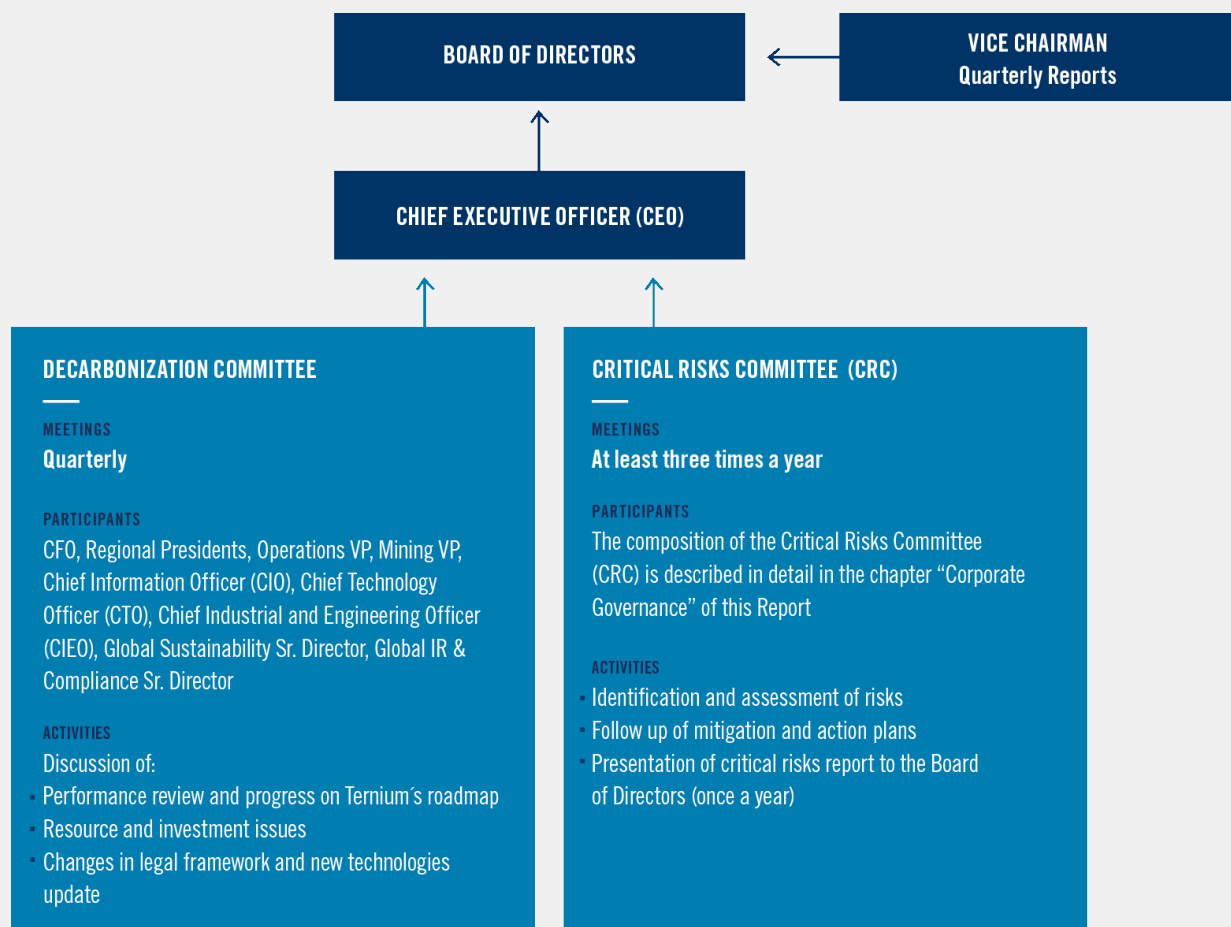 BOARD OF DIRECTORS
VICE CHAIRMAN
Quarterly Reports
CHIEF EXECUTIVE OFFICER (CEO)
DECARBONIZATION COMMITTEE
MEETINGS
Quarterly
PARTICIPANTS
CFO, Regional Presidents, Operations VP, Mining VP,
Chief Information Officer (CIO), Chief Technology
Officer (CTO), Chief Industrial and Engineering Officer
(CIEO), Global Sustainability Sr. Director, Global IR &
Compliance Sr. Director
ACTIVITIES
Discussion of:
▪ Performance review and progress on Ternium´s roadmap
▪ Resource and investment issues
▪ Changes in legal framework and new technologies
update
CRITICAL RISKS COMMITTEE (CRC)
MEETINGS
At least three times a year
PARTICIPANTS
The composition of the Critical Risks Committee
(CRC) is described in detail in the chapter “Corporate
Governance” of this Report
ACTIVITIES
▪ Identification and assessment of risks
▪ Follow up of mitigation and action plans
▪ Presentation of critical risks report to the Board
of Directors (once a year)